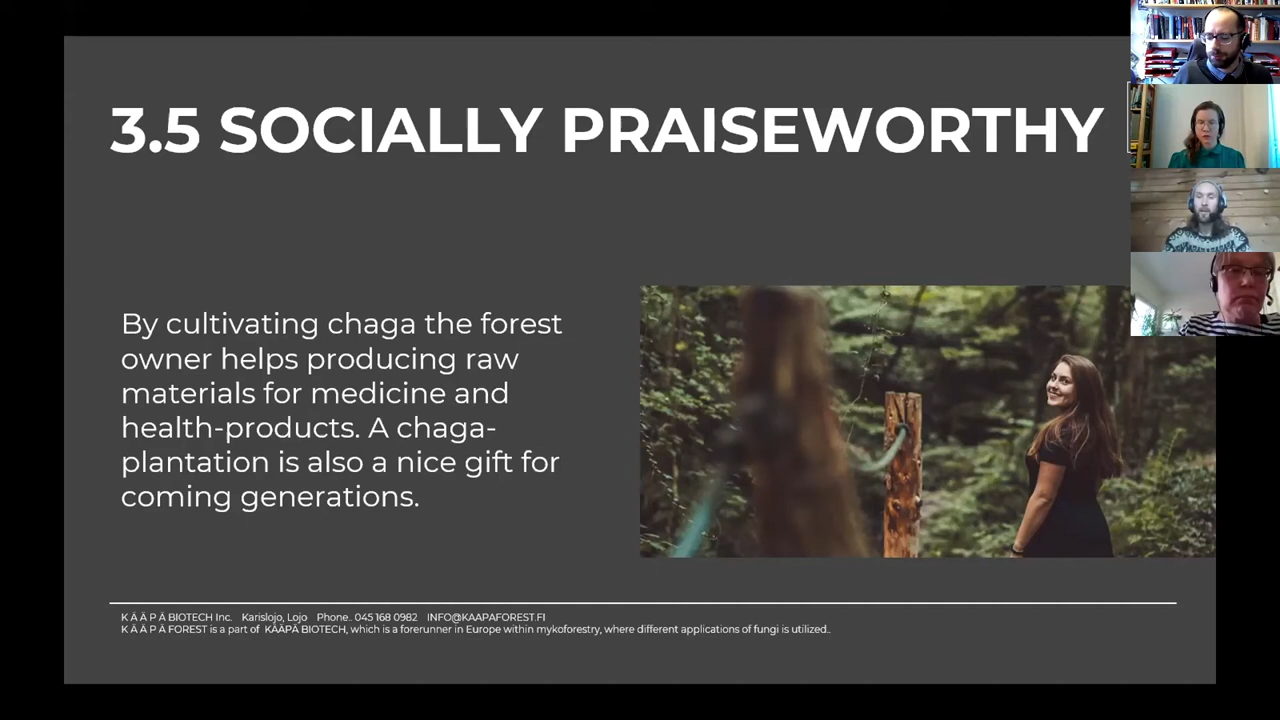 3.5 SOCIALLY PRAISEWORTHY
By cultivating chaga the forest
owner helps producing raw
materials for medicine and
health-products. A chaga-
plantation is also a nice gift for
coming generations.
K Ä Ä P Ä BIOTECH Inc. Karislojo, Lojo Phone.. 045 168 0982 INFO@KAAPAFOREST.FI
K Ä Ä P Ä FOREST is a part of KÄÄPÄ BIOTECH, which is a forerunner in Europe within mykoforestry, where different applications of fungi is utilized..